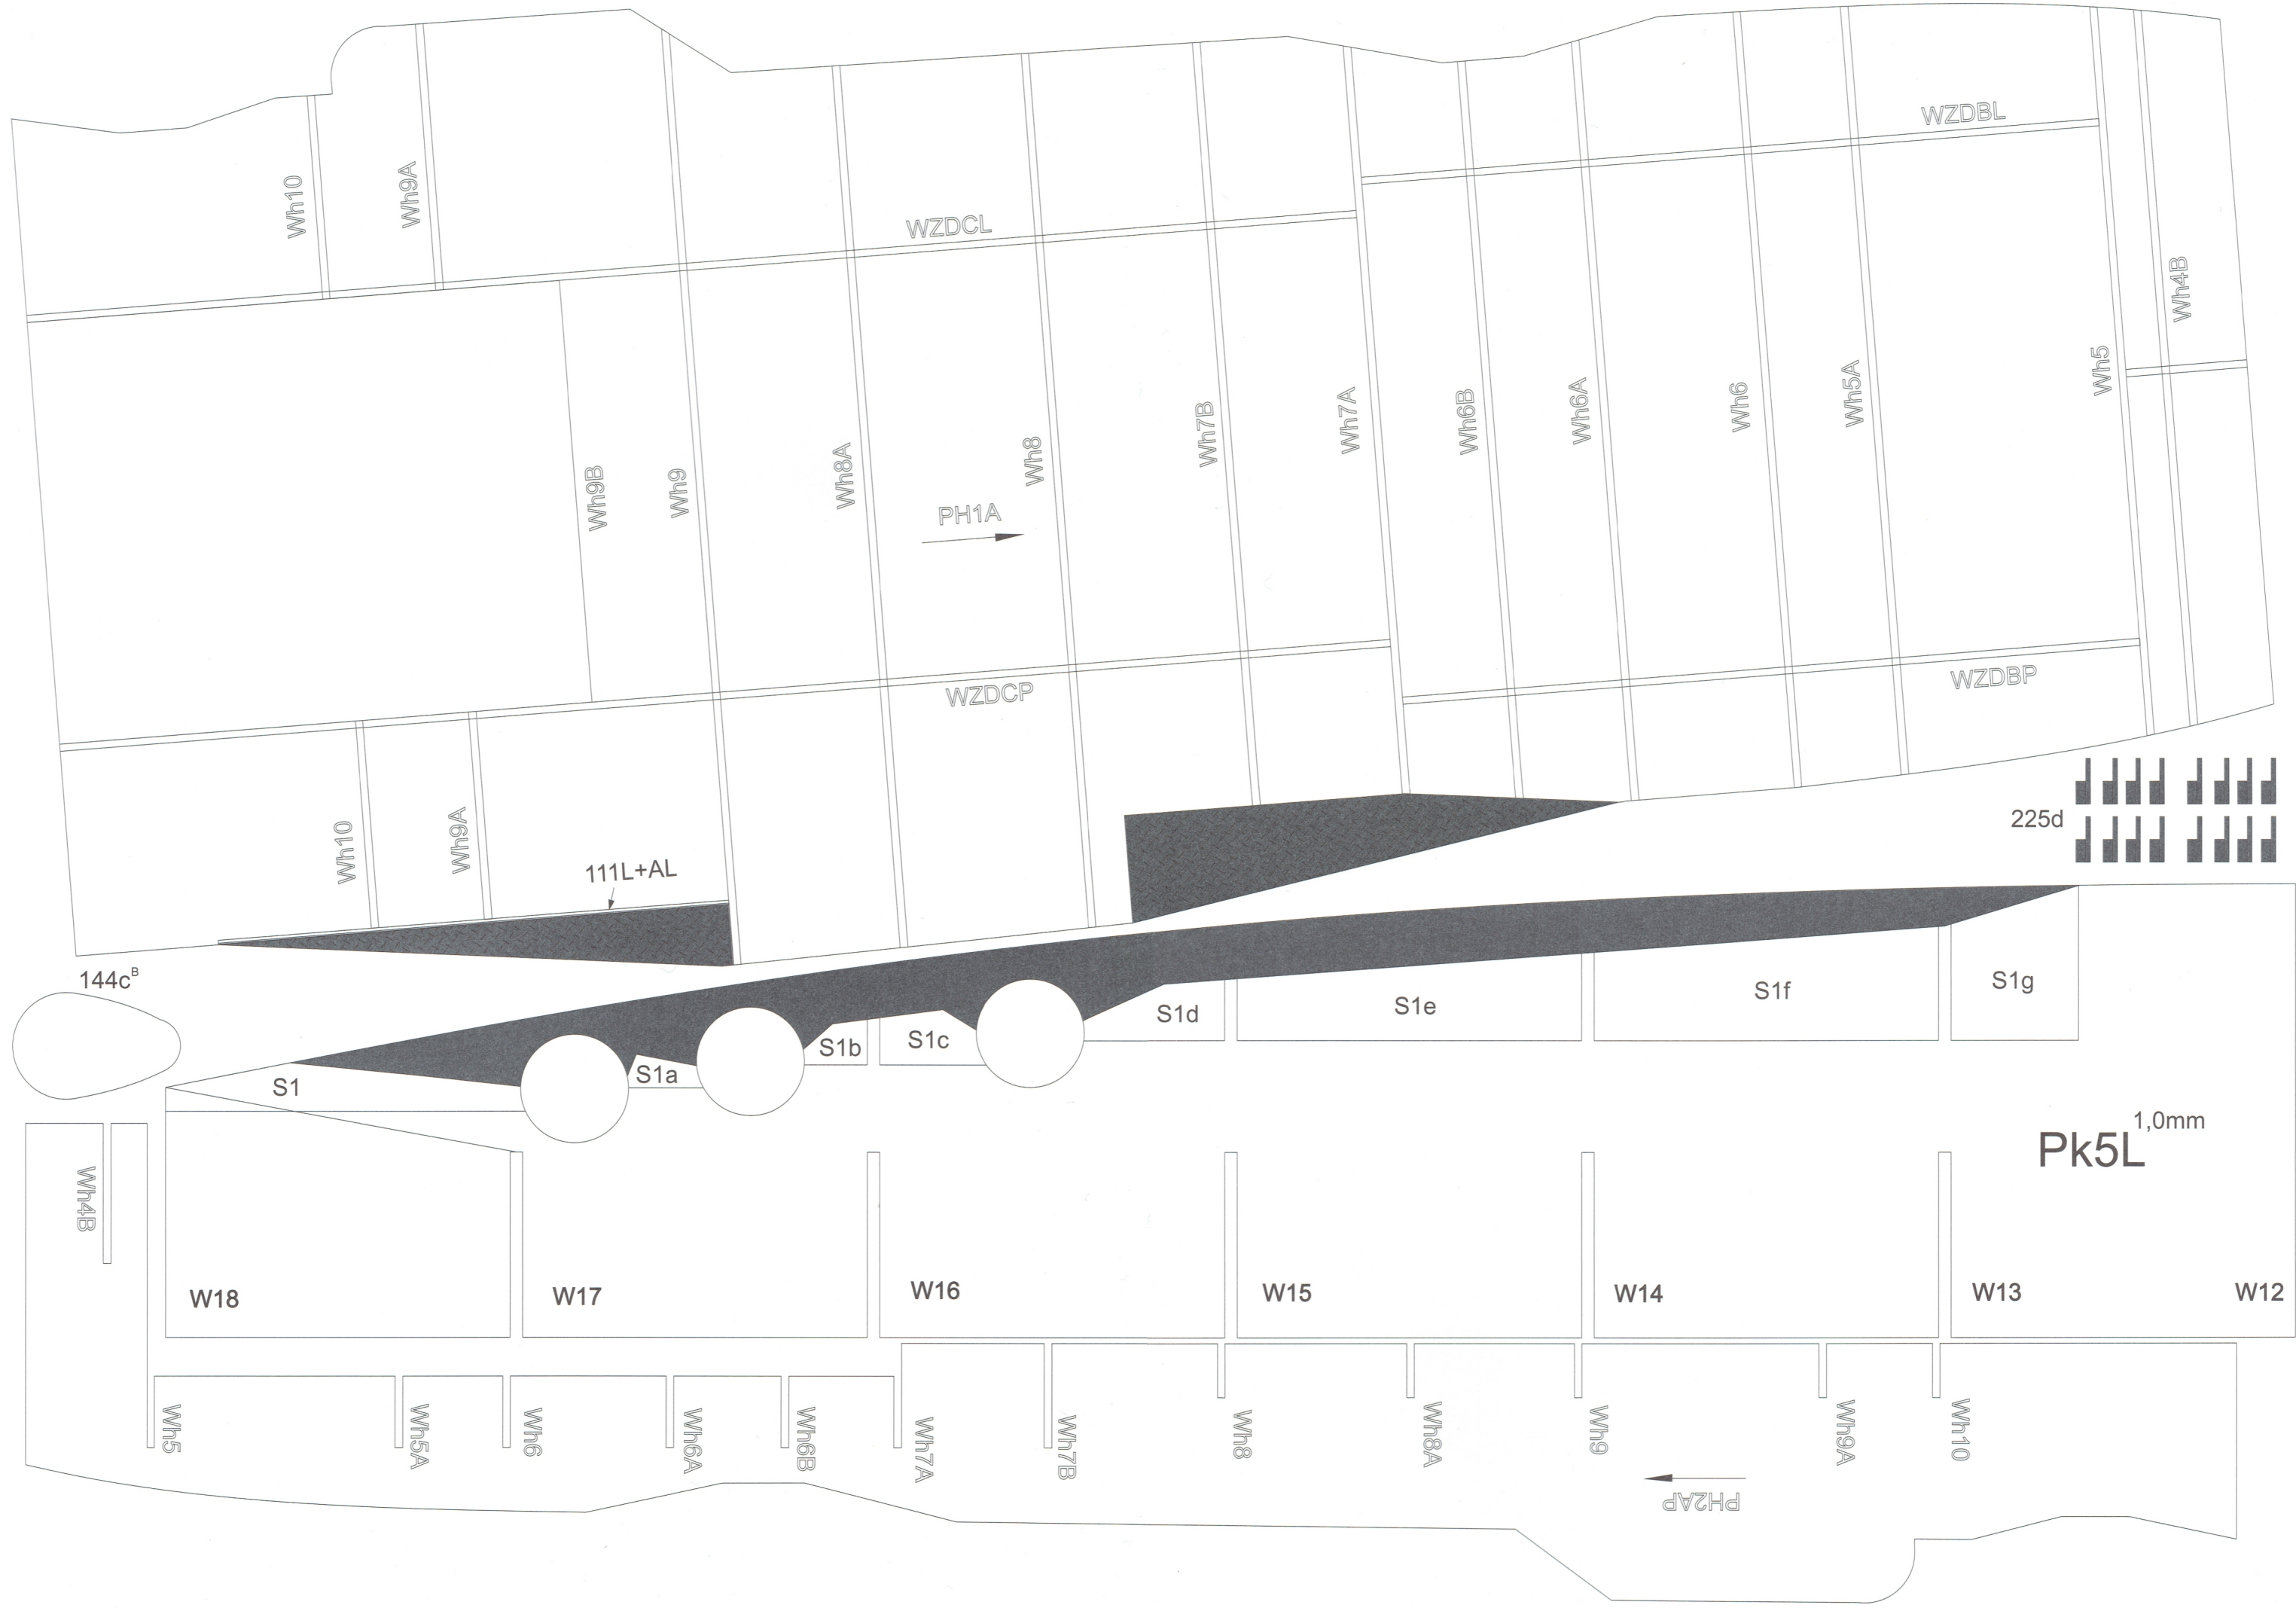 WZDBL
Wh10
Wh9A
WZDCL
Wh4B
Wh9B
Wh9
Wh8A
Wh8
Wh7B
Wh7A
Wh6B
Wh6A
Wh6
Wh5A
Wh5
PH1A
WZDCP
WZDBP
Wh10
Wh9A
111L+AL
225d
144cᴮ
S1
S1a
S1b
S1c
S1d
S1e
S1f
S1g
Pk5L 1,0mm
Wh4B
W18
W17
W16
W15
W14
W13
W12
Wh5
Wh5A
Wh6
Wh6A
Wh6B
Wh7A
Wh7B
Wh8
Wh8A
Wh9
Wh9A
Wh10
PH2AP